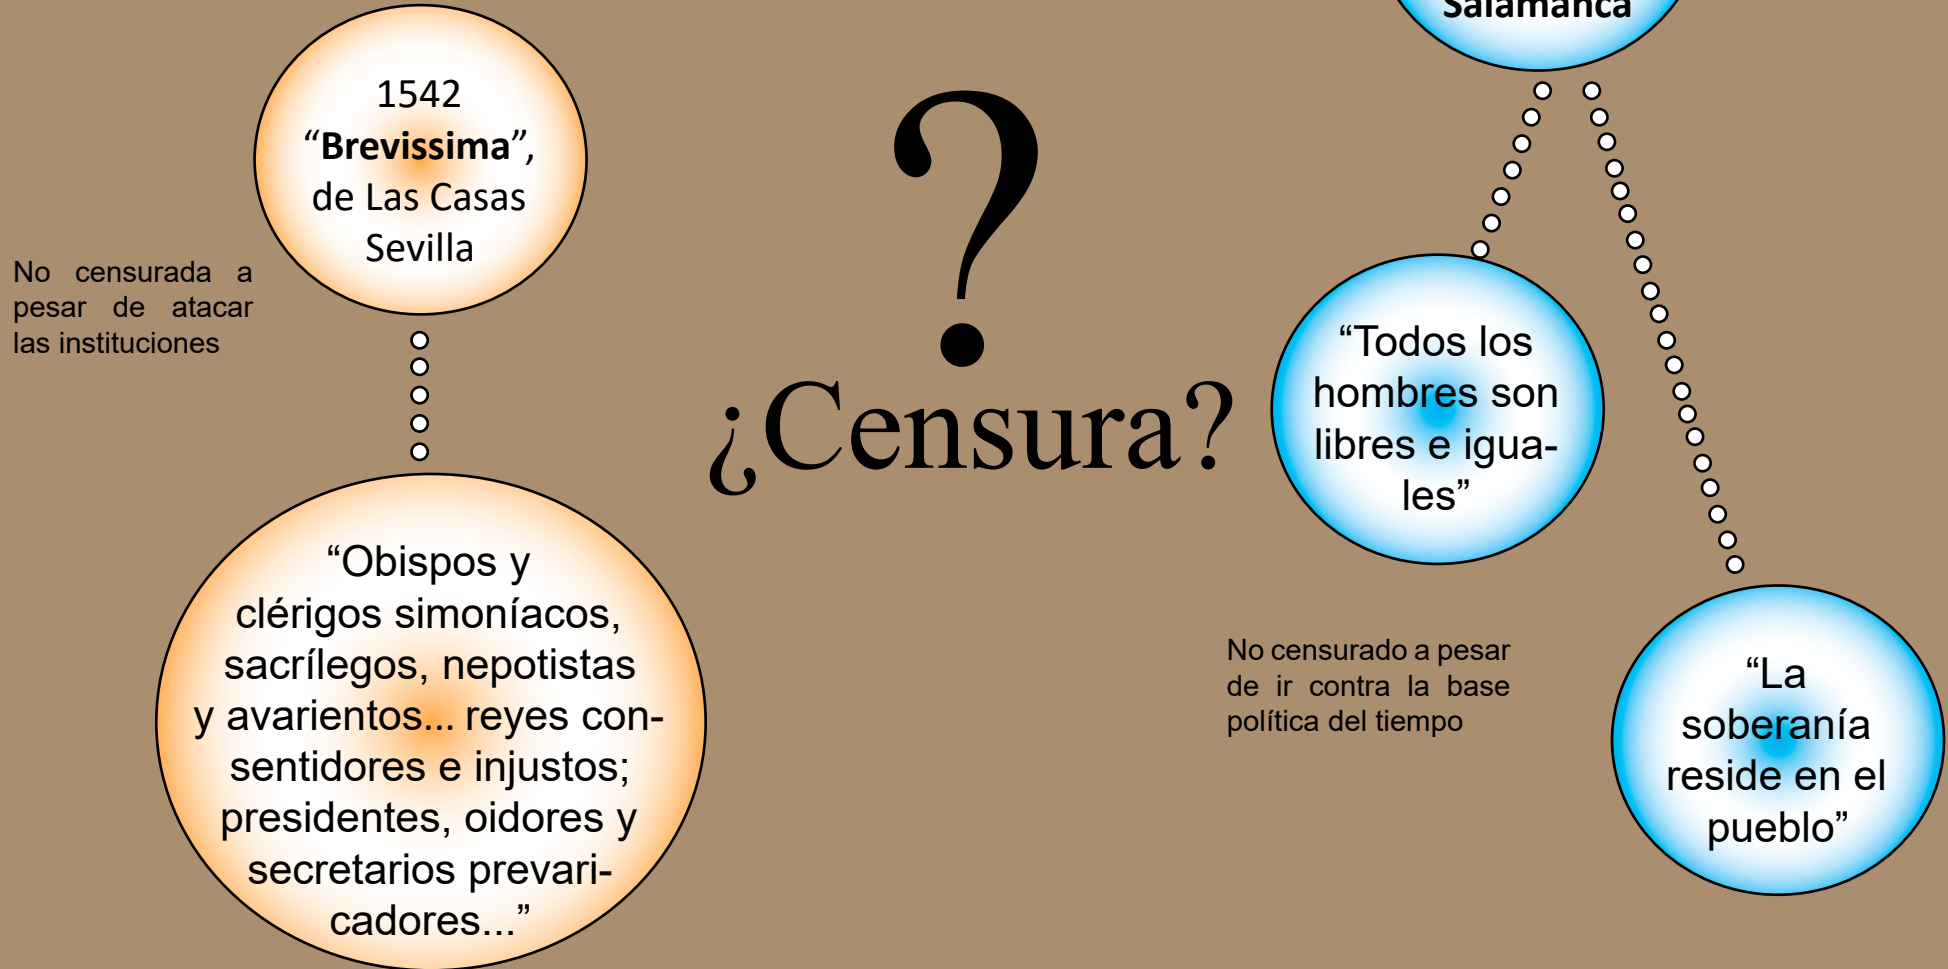 Salamanca
1542
“Brevissima”,
de Las Casas
Sevilla
No censurada a
pesar de atacar
las instituciones
“Obispos y
clérigos simoníacos,
sacrílegos, nepotistas
y avarientos... reyes con-
sentidores e injustos;
presidentes, oidores y
secretarios prevari-
cadores...”
?
¿Censura?
“Todos los
hombres son
libres e igua-
les”
No censurado a pesar
de ir contra la base
política del tiempo
“La
soberanía
reside en el
pueblo”